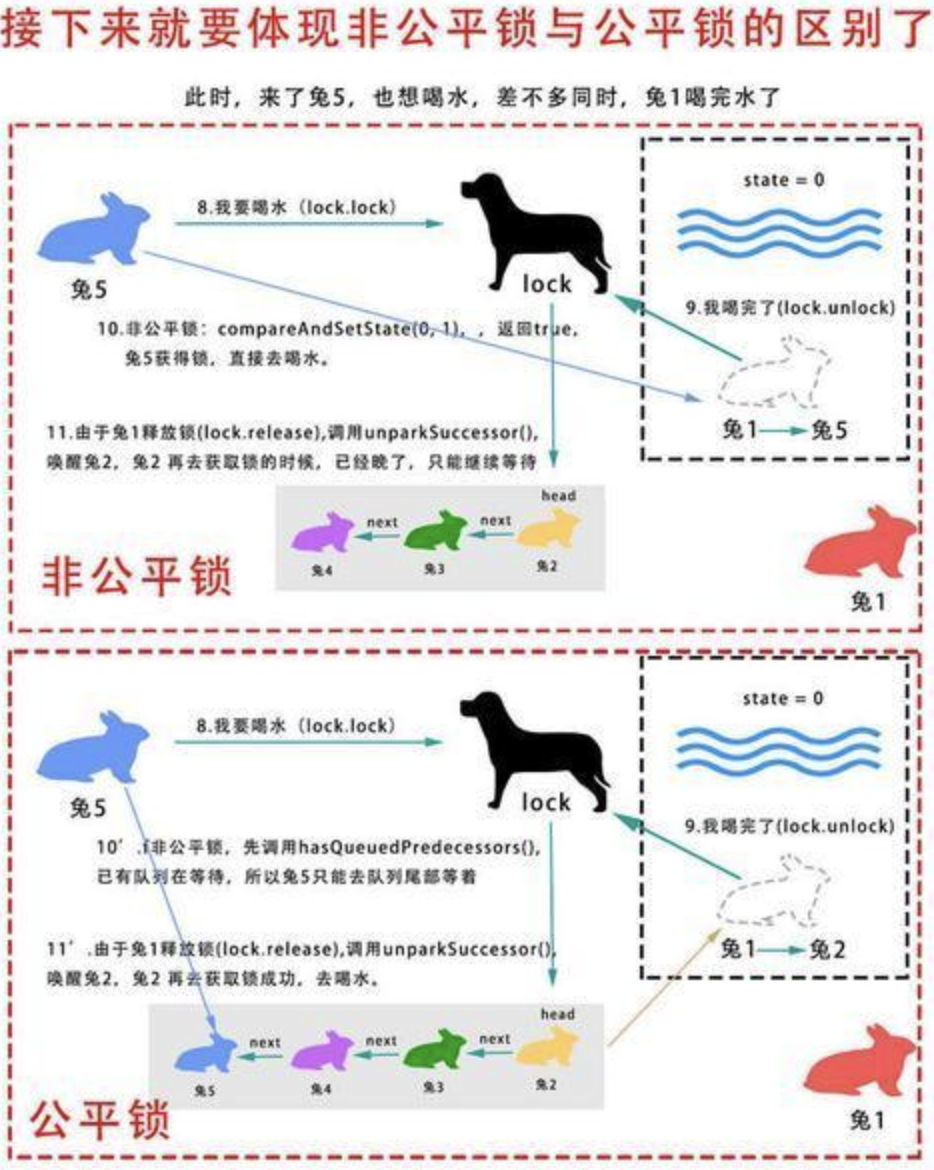 接下来就要体现非公平锁与公平锁的区别了
此时，来了兔5，也想喝水，差不多同时，兔1喝完水了
state = 0
8.我要喝水（lock.lock）
兔5
lock
9.我喝完了(lock.unlock)
10.非公平锁：compareAndSetState(0, 1)，，返回true，
兔5获得锁，直接去喝水。
兔1
兔5
11.由于兔1释放锁(lock.release),调用unparkSuccessor(),
唤醒兔2，兔2 再去获取锁的时候，已经晚了，只能继续等待
head
next
next
兔4
兔3
兔2
非公平锁
兔1
state = 0
8.我要喝水（lock.lock）
兔5
lock
9.我喝完了(lock.unlock)
10′.f非公平锁，先调用hasQueuedPredecessors(),
已有队列在等待，所以兔5只能去队列尾部等着
兔1
兔2
11′.由于兔1释放锁(lock.release),调用unparkSuccessor(),
唤醒兔2，兔2 再去获取锁成功，去喝水。
head
next
next
next
兔5
兔4
兔3
兔2
公平锁
兔1